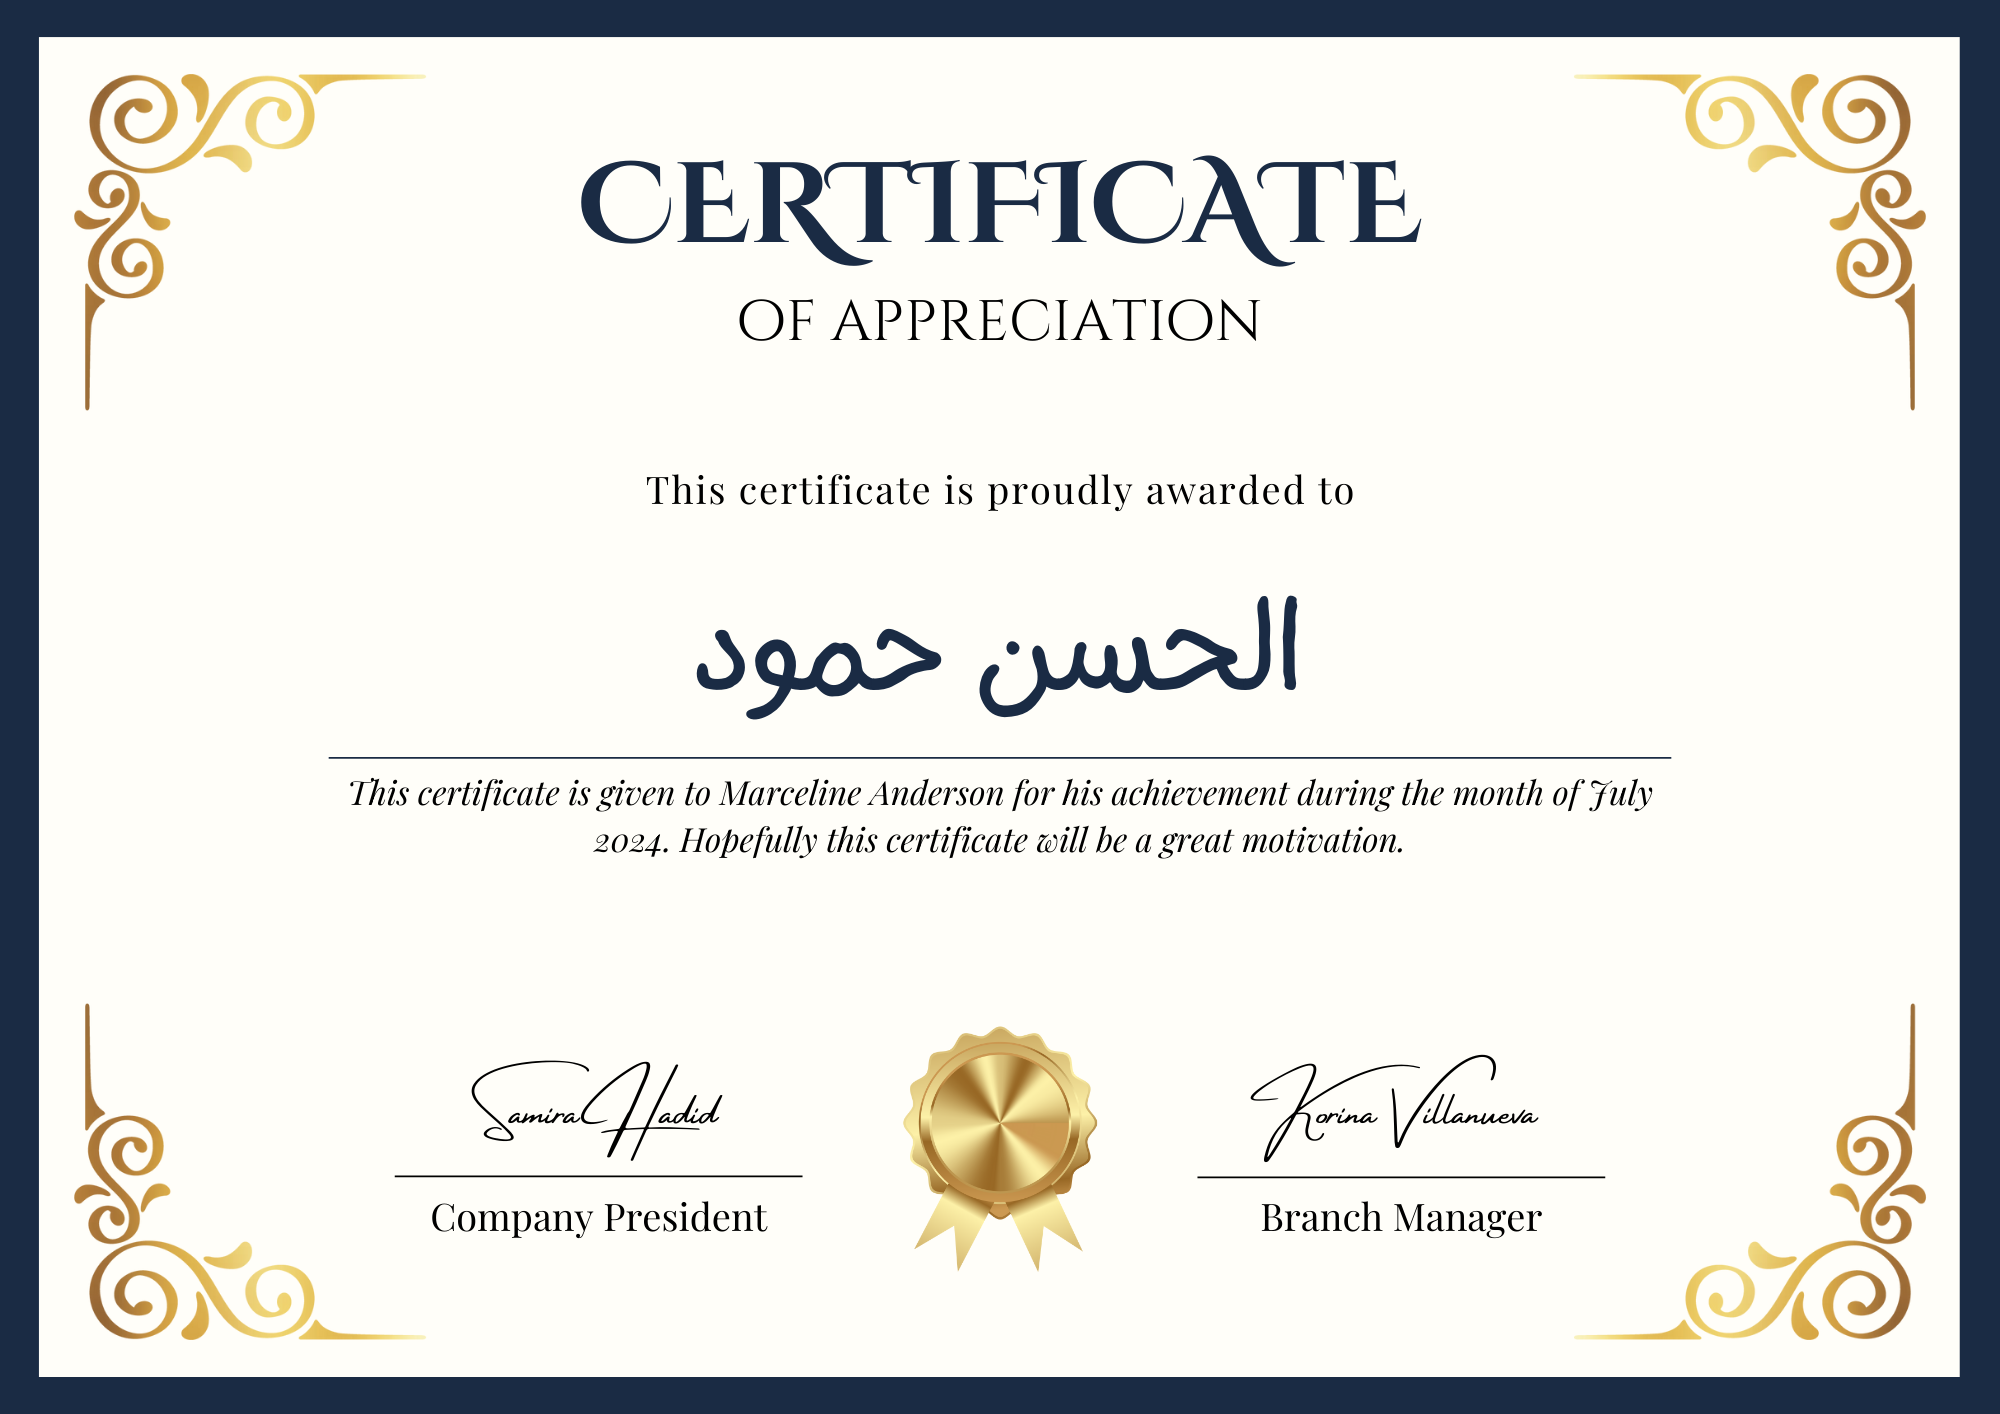 CERTIFICATE
OF APPRECIATION
This certificate is proudly awarded to
الحسن حمود
This certificate is given to Marceline Anderson for his achievement during the month of July
2024. Hopefully this certificate will be a great motivation.
Samira Hadid
Korina Villanueva
Company President
Branch Manager